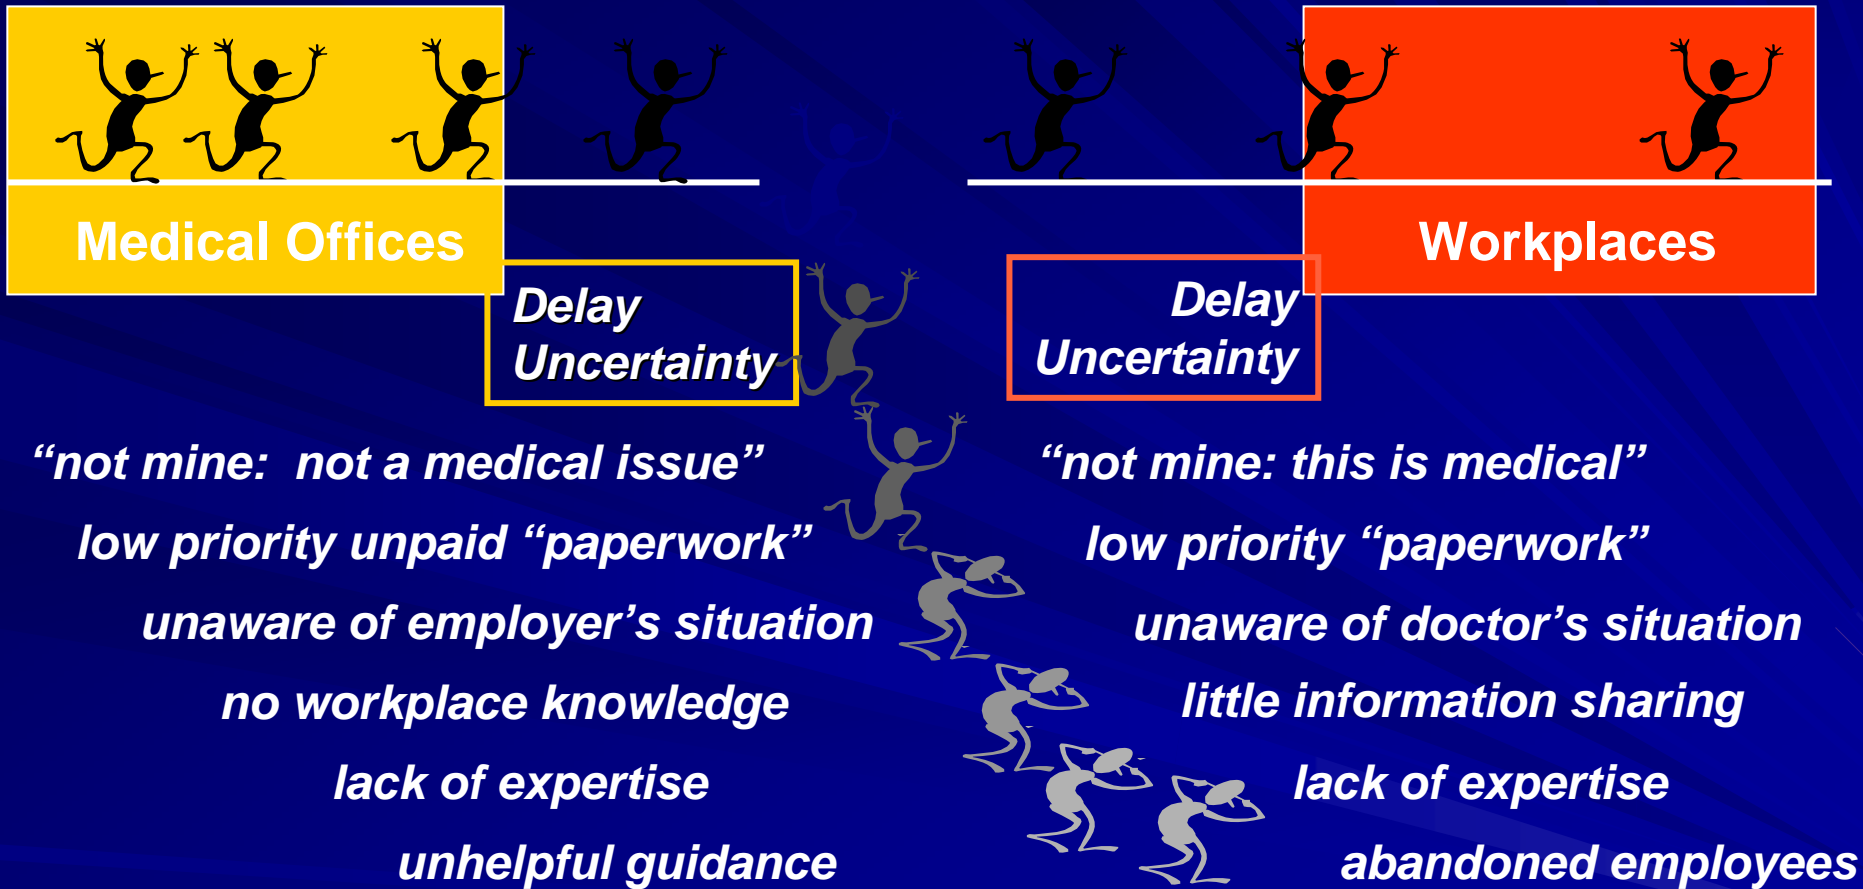 Medical Offices
Delay
Uncertainty
“not mine:  not a medical issue”
low priority unpaid “paperwork”
unaware of employer’s situation
no workplace knowledge
lack of expertise
unhelpful guidance
Workplaces
Delay
Uncertainty
“not mine: this is medical”
low priority “paperwork”
unaware of doctor’s situation
little information sharing
lack of expertise
abandoned employees